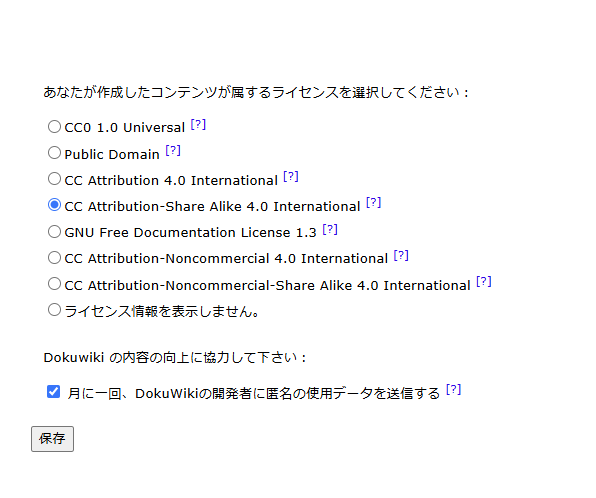 あなたが作成したコンテンツが属するライセンスを選択してください：
CC0 1.0 Universal [?]
Public Domain [?]
CC Attribution 4.0 International [?]
CC Attribution-Share Alike 4.0 International [?]
GNU Free Documentation License 1.3 [?]
CC Attribution-Noncommercial 4.0 International [?]
CC Attribution-Noncommercial-Share Alike 4.0 International [?]
ライセンス情報を表示しません。
Dokuwiki の内容の向上に協力して下さい：
月に一回、DokuWikiの開発者に匿名の使用データを送信する [?]
保存